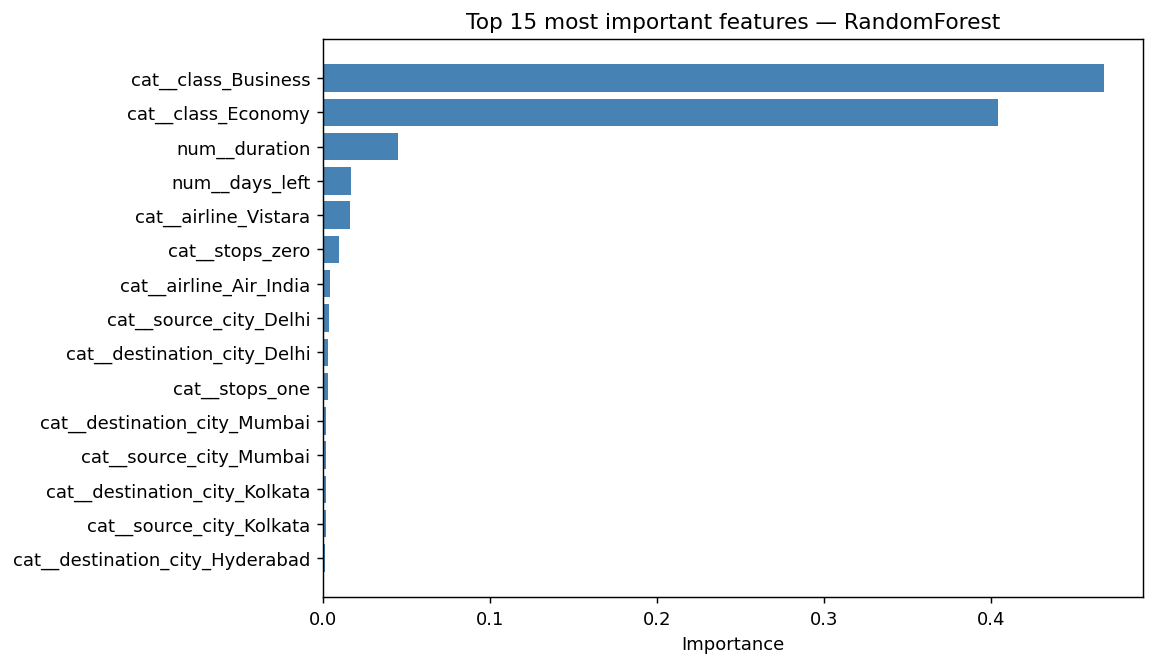 Top 15 most important features — RandomForest
cat__class_Business
cat__class_Economy
num__duration
num__days_left
cat__airline_Vistara
cat__stops_zero
cat__airline_Air_India
cat__source_city_Delhi
cat__destination_city_Delhi
cat__stops_one
cat__destination_city_Mumbai
cat__source_city_Mumbai
cat__destination_city_Kolkata
cat__source_city_Kolkata
cat__destination_city_Hyderabad
0.0 0.1 0.2 0.3 0.4
Importance